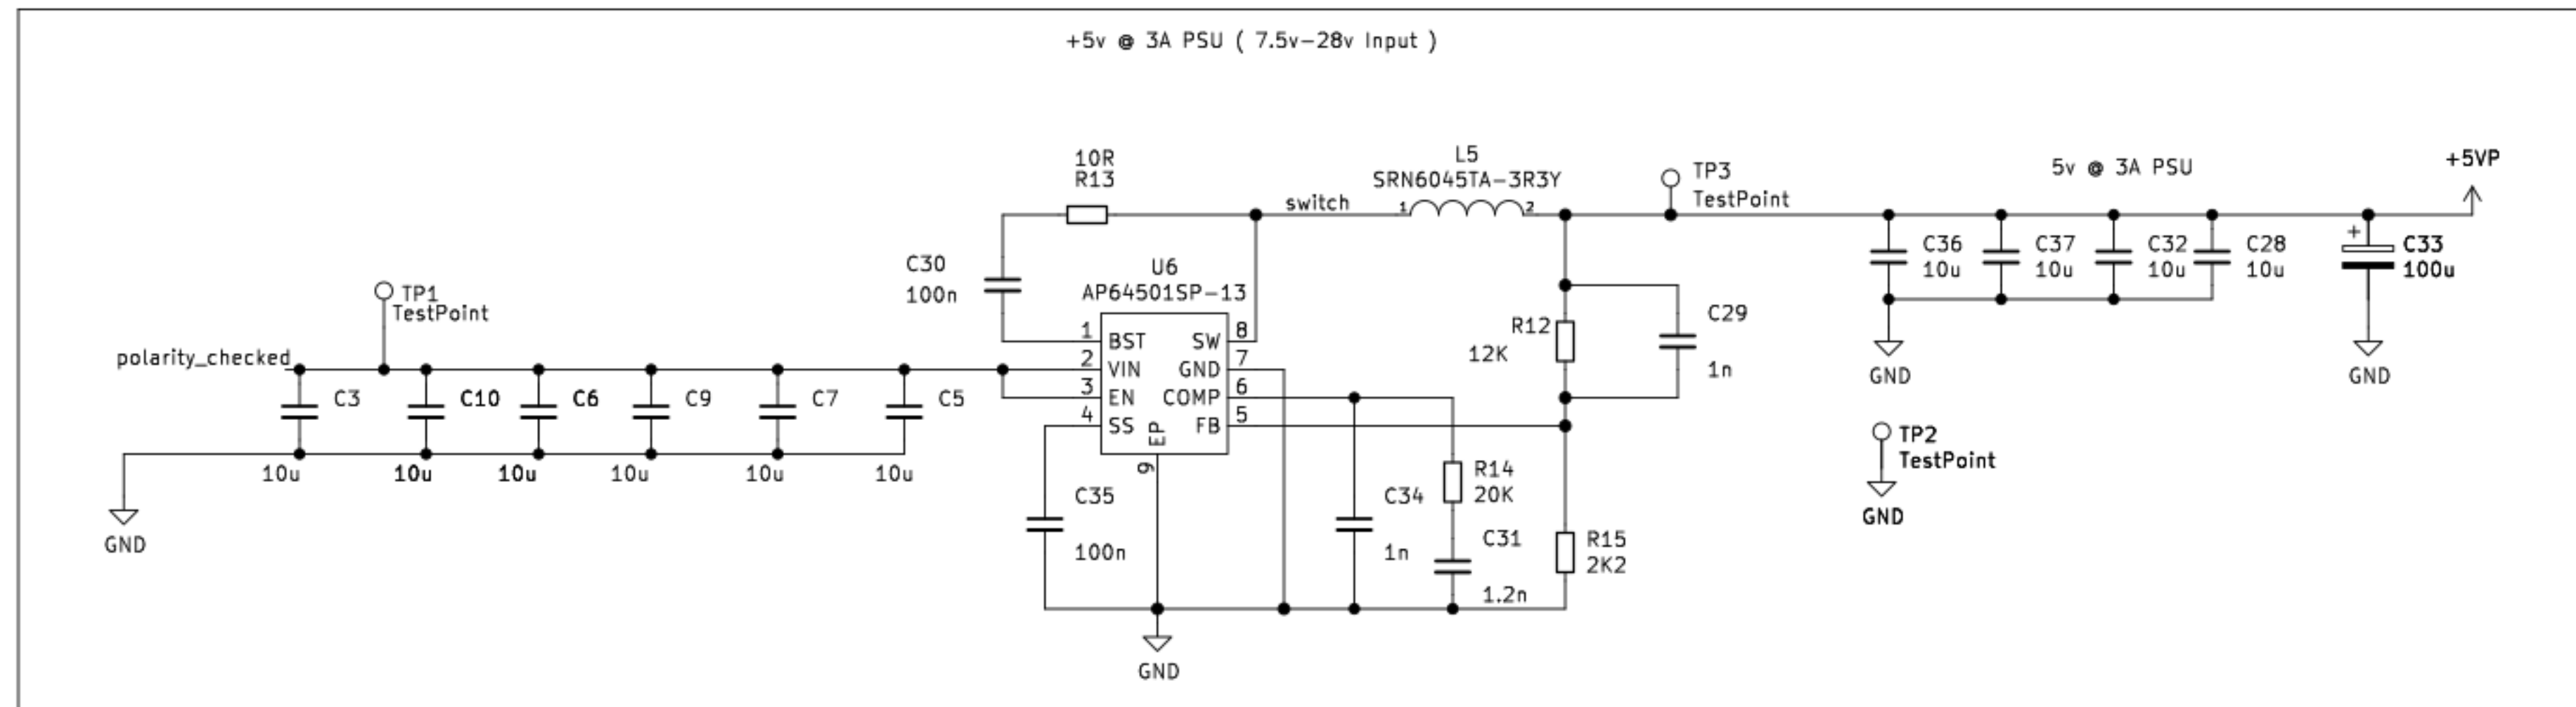 +5v @ 3A PSU ( 7.5v-28v Input )
10R
R13
L5
SRN6045TA-3R3Y
1
2
switch
TP3
TestPoint
5v @ 3A PSU
+5VP
C30
100n
U6
AP64501SP-13
TP1
TestPoint
polarity_checked
C3
C10
C6
C9
C7
C5
10u
10u
10u
10u
10u
10u
GND
1
BST
2
VIN
3
EN
4
SS
SW
8
GND
7
COMP
6
FB
5
EP
9
R12
12K
C29
1n
C36
10u
C37
10u
C32
10u
C28
10u
+
C33
100u
GND
GND
TP2
TestPoint
GND
C35
100n
C34
1n
R14
20K
C31
1.2n
R15
2K2
GND